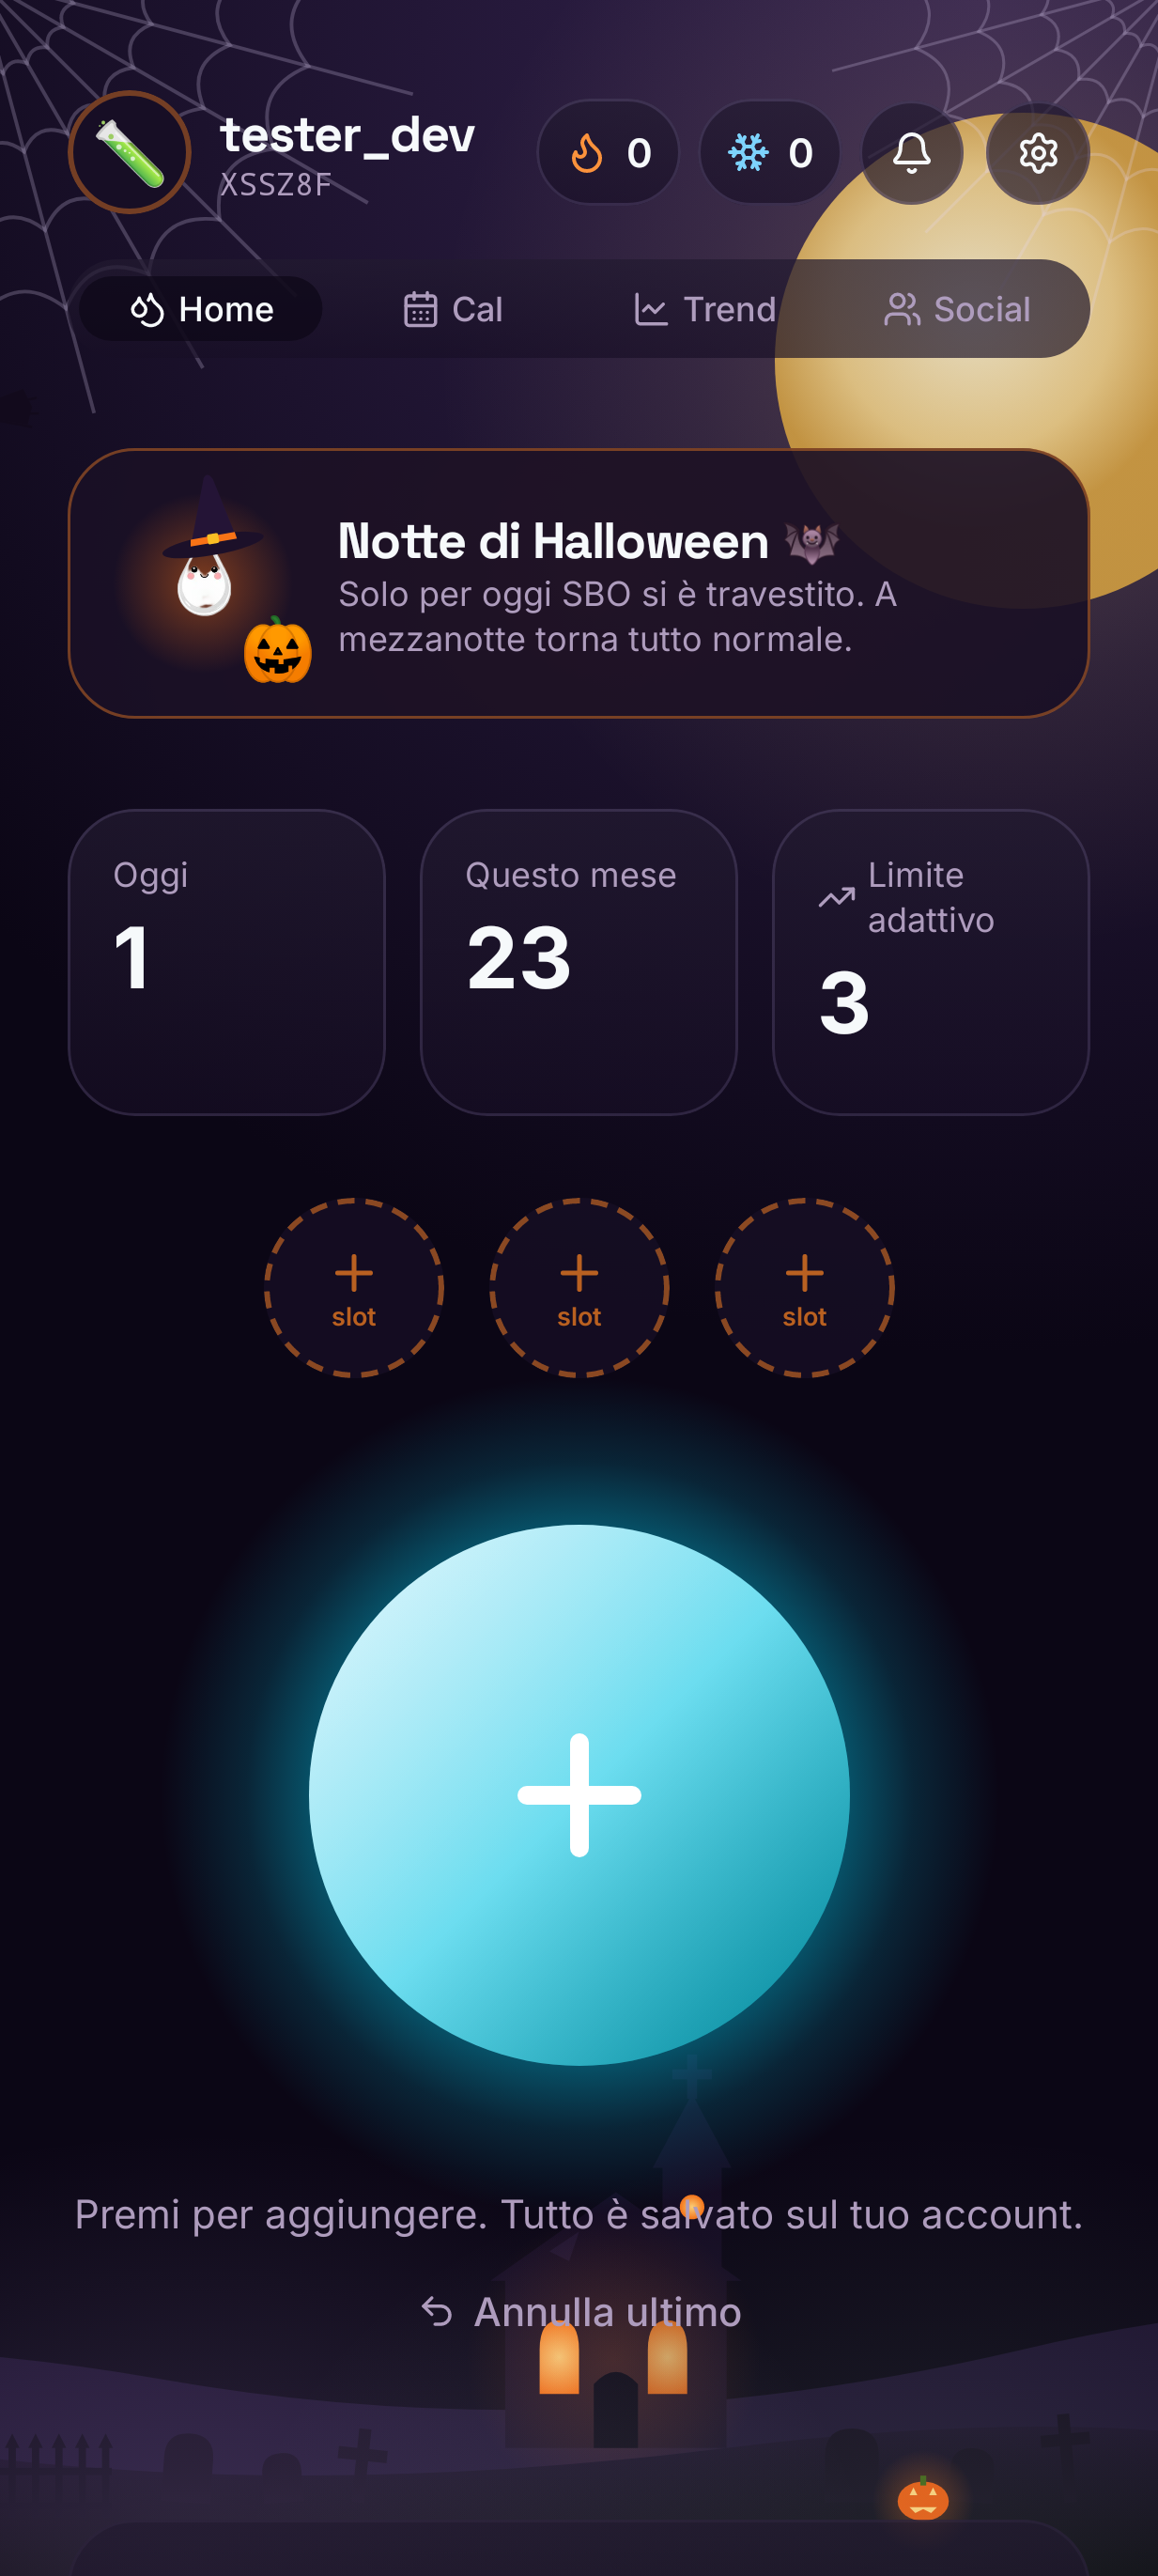 tester_dev
XSSZ8F
0
0
Home
Cal
Trend
Social
Notte di Halloween 🦇
Solo per oggi SBO si è travestito. A
mezzanotte torna tutto normale.
Oggi
1
Questo mese
23
Limite
adattivo
3
slot
slot
slot
Premi per aggiungere. Tutto è salvato sul tuo account.
Annulla ultimo